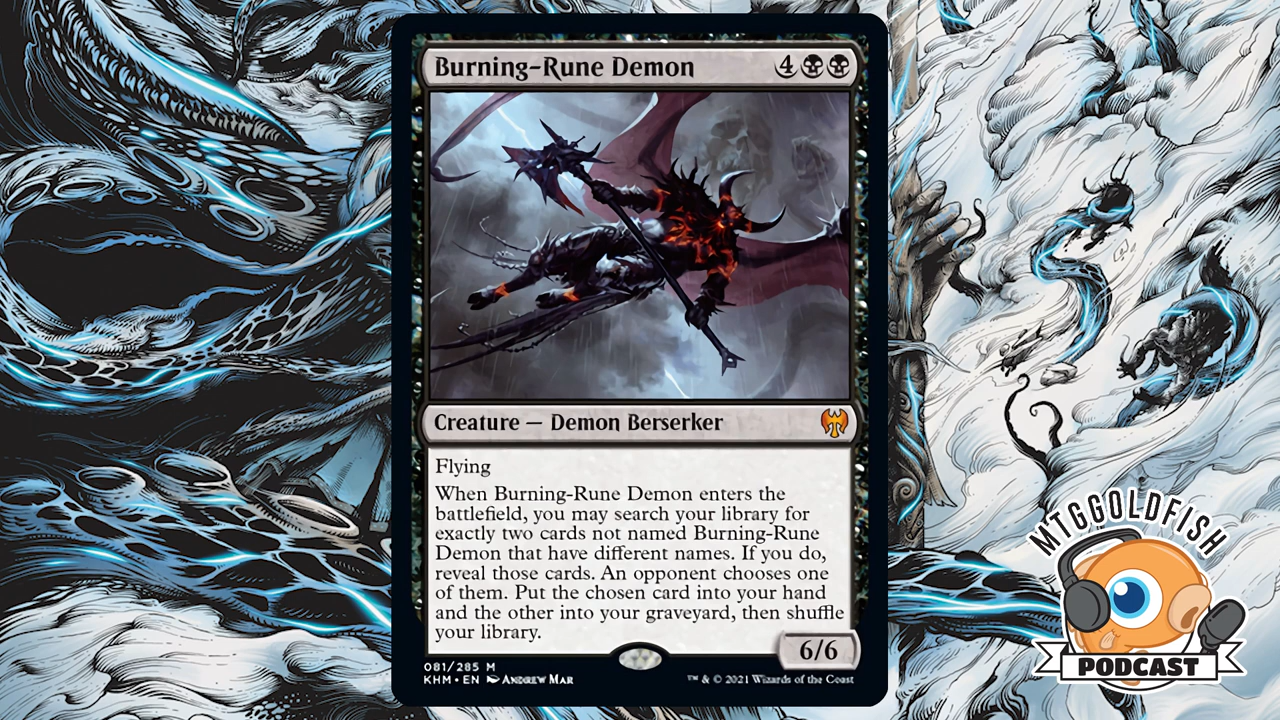 Burning-Rune Demon 4
Creature — Demon Berserker
Flying
When Burning-Rune Demon enters the
battlefield, you may search your library for
exactly two cards not named Burning-Rune
Demon that have different names. If you do,
reveal those cards. An opponent chooses one
of them. Put the chosen card into your hand
and the other into your graveyard, then shuffle
your library.
6/6
081/285 M
KHM • EN Andrew Mar
™ & © 2021 Wizards of the Coast
MTGGOLDFISH
PODCAST